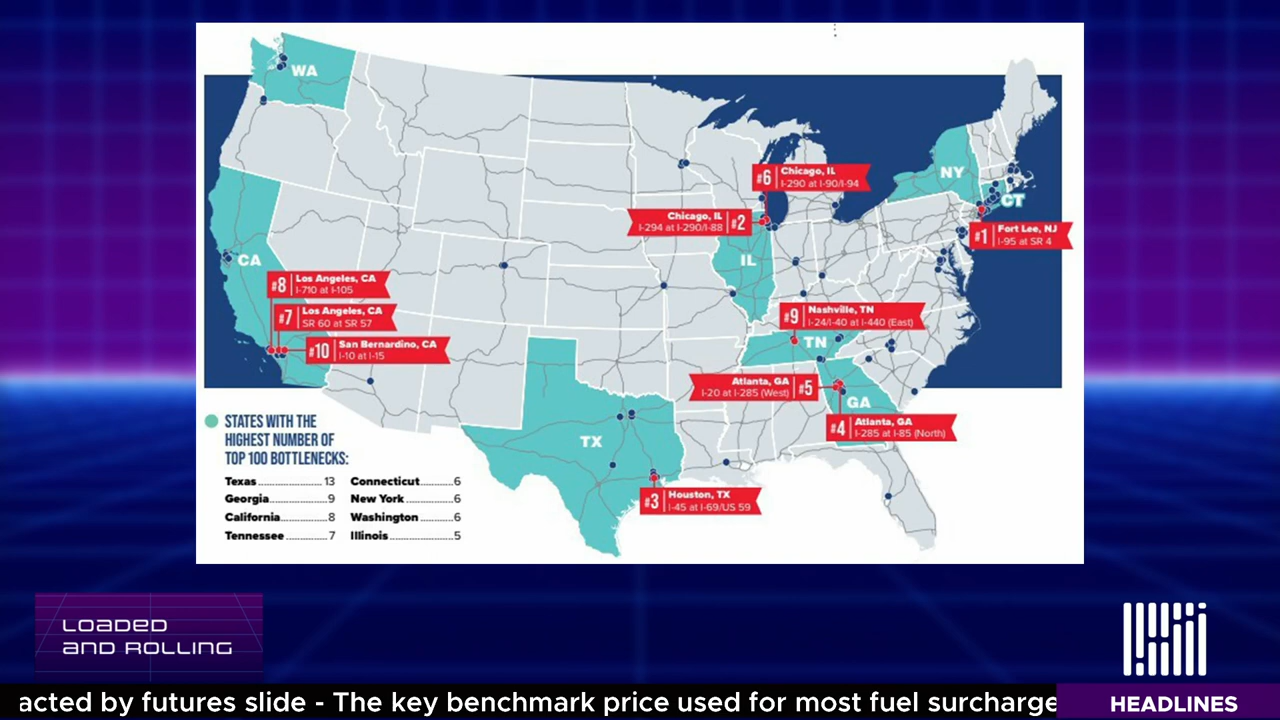 WA
#6 Chicago, IL
I-290 at I-90/I-94
NY
CT
Chicago, IL #2
I-294 at I-290/I-88
#1 Fort Lee, NJ
I-95 at SR 4
CA
IL
#8 Los Angeles, CA
I-710 at I-105
#7 Los Angeles, CA
SR 60 at SR 57
#9 Nashville, TN
I-24/I-40 at I-440 (East)
#10 San Bernardino, CA
I-10 at I-15
TN
Atlanta, GA #5
I-20 at I-285 (West)
GA
#4 Atlanta, GA
I-285 at I-85 (North)
TX
#3 Houston, TX
I-45 at I-69/US 59
STATES WITH THE
HIGHEST NUMBER OF
TOP 100 BOTTLENECKS:
Texas 13 Connecticut 6
Georgia 9 New York 6
California 8 Washington 6
Tennessee 7 Illinois 5
LOADED
AND ROLLING
acted by futures slide - The key benchmark price used for most fuel surcharge
HEADLINES